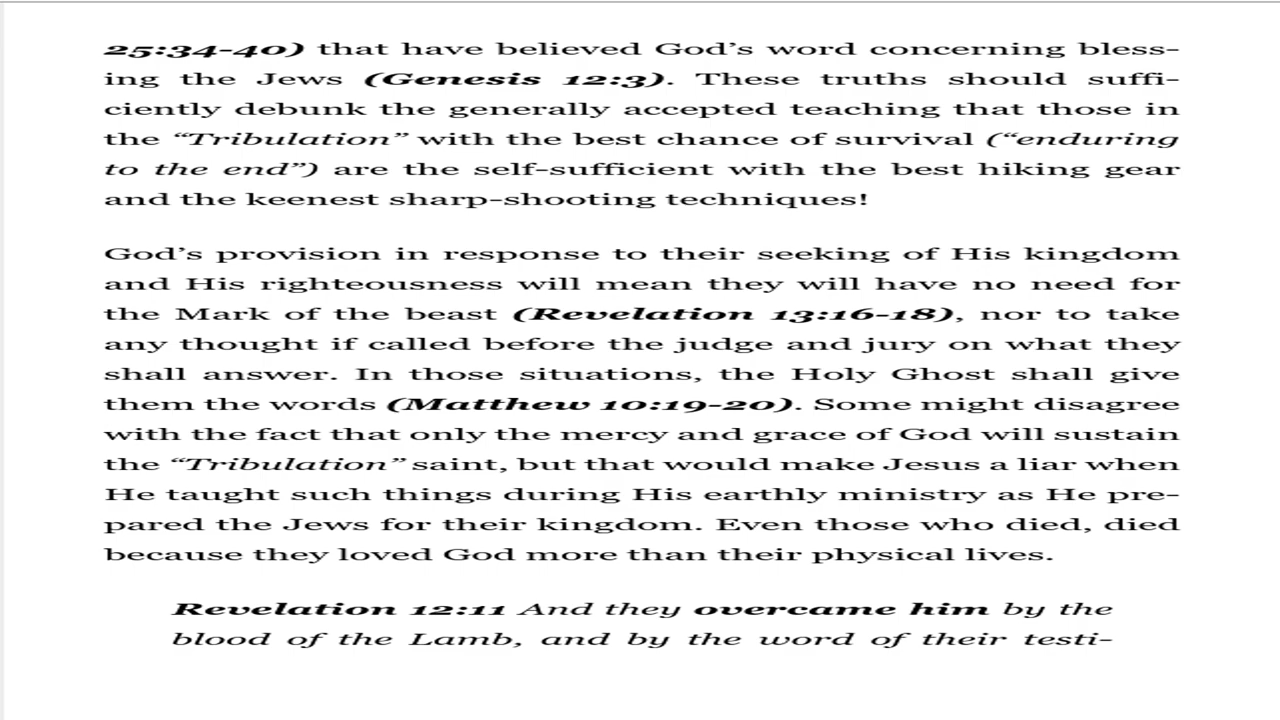 25:34-40) that have believed God’s word concerning bless-
ing the Jews (Genesis 12:3). These truths should suffi-
ciently debunk the generally accepted teaching that those in
the “Tribulation” with the best chance of survival (“enduring
to the end”) are the self-sufficient with the best hiking gear
and the keenest sharp-shooting techniques!
God’s provision in response to their seeking of His kingdom
and His righteousness will mean they will have no need for
the Mark of the beast (Revelation 13:16-18), nor to take
any thought if called before the judge and jury on what they
shall answer. In those situations, the Holy Ghost shall give
them the words (Matthew 10:19-20). Some might disagree
with the fact that only the mercy and grace of God will sustain
the “Tribulation” saint, but that would make Jesus a liar when
He taught such things during His earthly ministry as He pre-
pared the Jews for their kingdom. Even those who died, died
because they loved God more than their physical lives.
Revelation 12:11 And they overcame him by the
blood of the Lamb, and by the word of their testi-